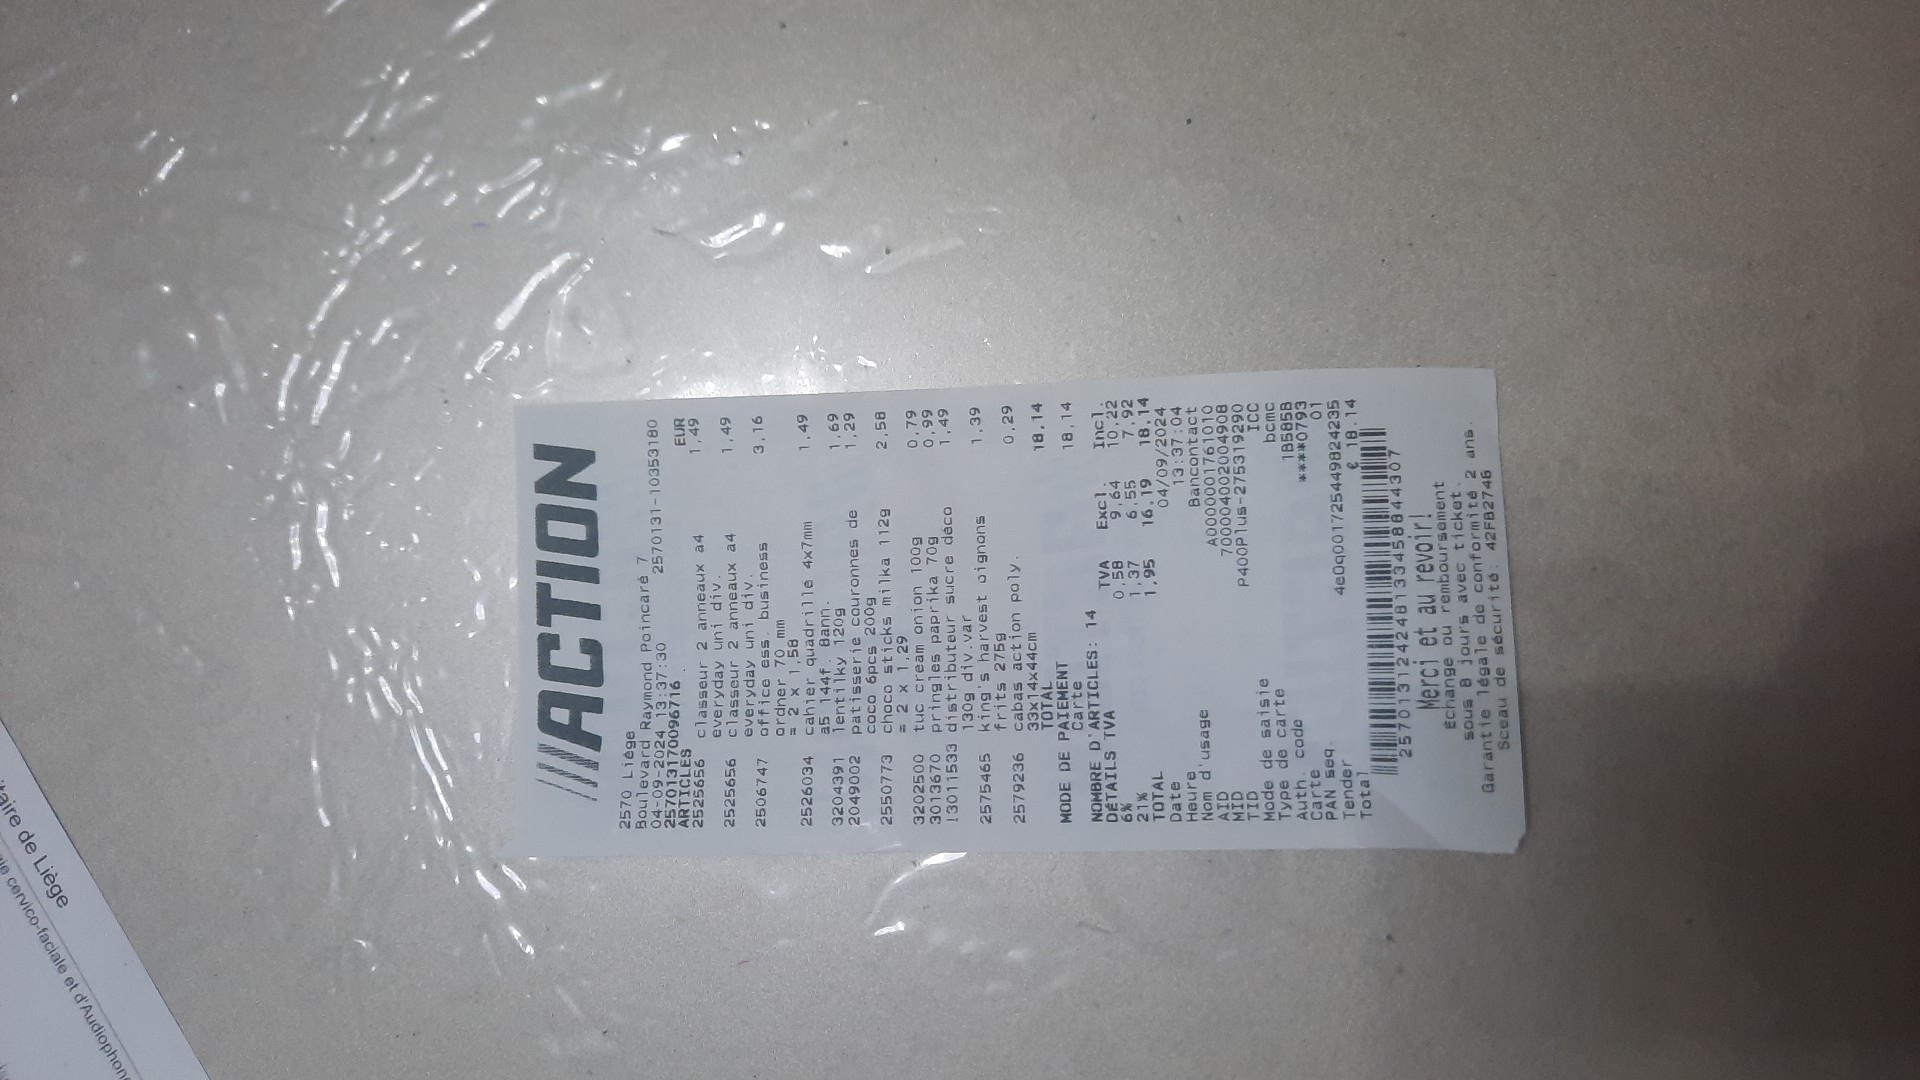 ACTION
2570 Liège
Boulevard Raymond Poincaré 7
04-09-2024 13:37:30 2570131-10353180
257013170096716
ARTICLES EUR
2525656 classeur 2 anneaux a4 1,49
everyday uni div.
2525656 classeur 2 anneaux a4 1,49
everyday uni div.
2506747 office ess. business 3,16
ordner 70 mm
= 2 x 1,58
2526034 cahier quadrillé 4x7mm 1,49
a5 144f. 8ann.
3204391 lentilky 120g 1,69
2049002 patisserie couronnes de 1,29
coco 6pcs 200g
2550773 choco sticks milka 112g 2,58
= 2 x 1,29
3202500 tuc cream onion 100g 0,79
3013670 pringles paprika 70g 0,99
13011533 distributeur sucre déco 1,49
130g div.var
2575465 king's harvest oignons 1,39
frits 275g
2579236 cabas action poly. 0,29
33x14x44cm
TOTAL 18,14
MODE DE PAIEMENT
Carte 18,14
NOMBRE D'ARTICLES: 14
DÉTAILS TVA TVA Excl. Incl.
6% 0,58 9,64 10,22
21% 1,37 6,55 7,92
TOTAL 1,95 16,19 18,14
Date 04/09/2024
Heure 13:37:04
Nom d'usage Bancontact
AID A0000001761010
MID 700004002004908
TID P400Plus-275319290
Mode de saisie ICC
Type de carte bcmc
Auth. code 1B585B
Carte ****0793
PAN seq. 01
Tender 4e0q001725449824235
Total € 18.14
257013124248133458844307
Merci et au revoir!
Échange ou remboursement
sous 8 jours avec ticket.
Garantie légale de conformité 2 ans.
Sceau de sécurité: 42FB2746
aire de Liège
cervico-faciale et d'Audiophon